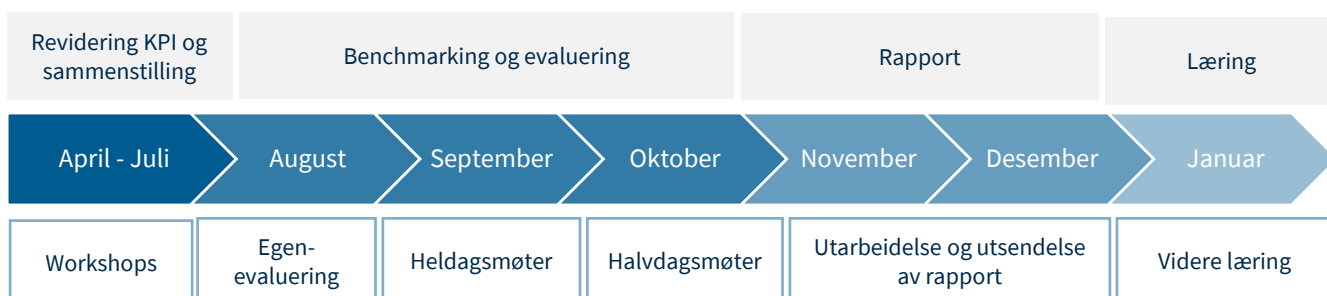 Revidering KPI og
sammenstilling
Benchmarking og evaluering
Rapport
Læring
April - Juli
August
September
Oktober
November
Desember
Januar
Workshops
Egen-
evaluering
Heldagsmøter
Halvdagsmøter
Utarbeidelse og utsendelse
av rapport
Videre læring